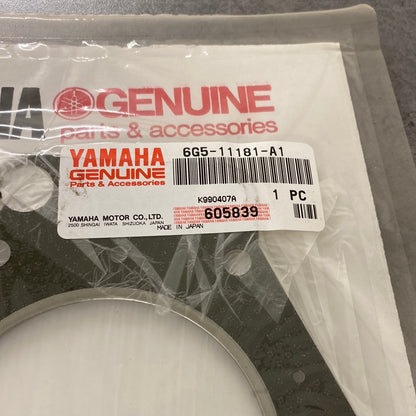 HA GENUINE
parts & accessories
YAMAHA
GENUINE
Parts & Accessories
6G5-11181-A1
K990407A
1 PC
YAMAHA MOTOR CO.,LTD.
2500 SHINGAI IWATA SHIZUOKA JAPAN
605839
MADE IN JAPAN